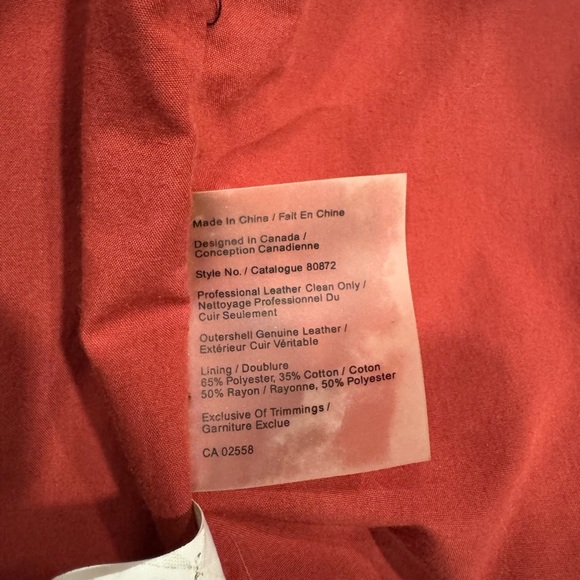 Made In China / Fait En Chine
Designed in Canada /
Conception Canadienne
Style No. / Catalogue 80872
Professional Leather Clean Only /
Nettoyage Professionnel Du
Cuir Seulement
Outershell Genuine Leather /
Extérieur Cuir Véritable
Lining / Doublure
65% Polyester, 35% Cotton / Coton
50% Rayon / Rayonne, 50% Polyester
Exclusive Of Trimmings /
Garniture Exclue
CA 02558